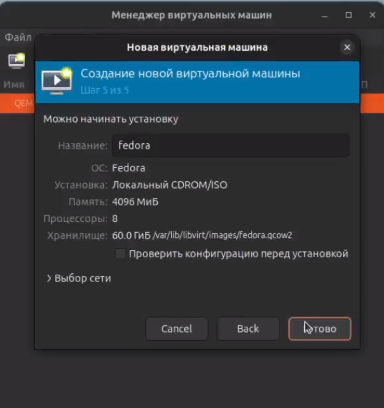 Менеджер виртуальных машин
Файл
Новая виртуальная машина
Имя
Создание новой виртуальной машины
Шаг 5 из 5
QEM
Можно начинать установку
Название: fedora
ОС: Fedora
Установка: Локальный CDROM/ISO
Память: 4096 МиБ
Процессоры: 8
Хранилище: 60.0 ГиБ /var/lib/libvirt/images/fedora.qcow2
Проверить конфигурацию перед установкой
Выбор сети
Cancel
Back
Готово